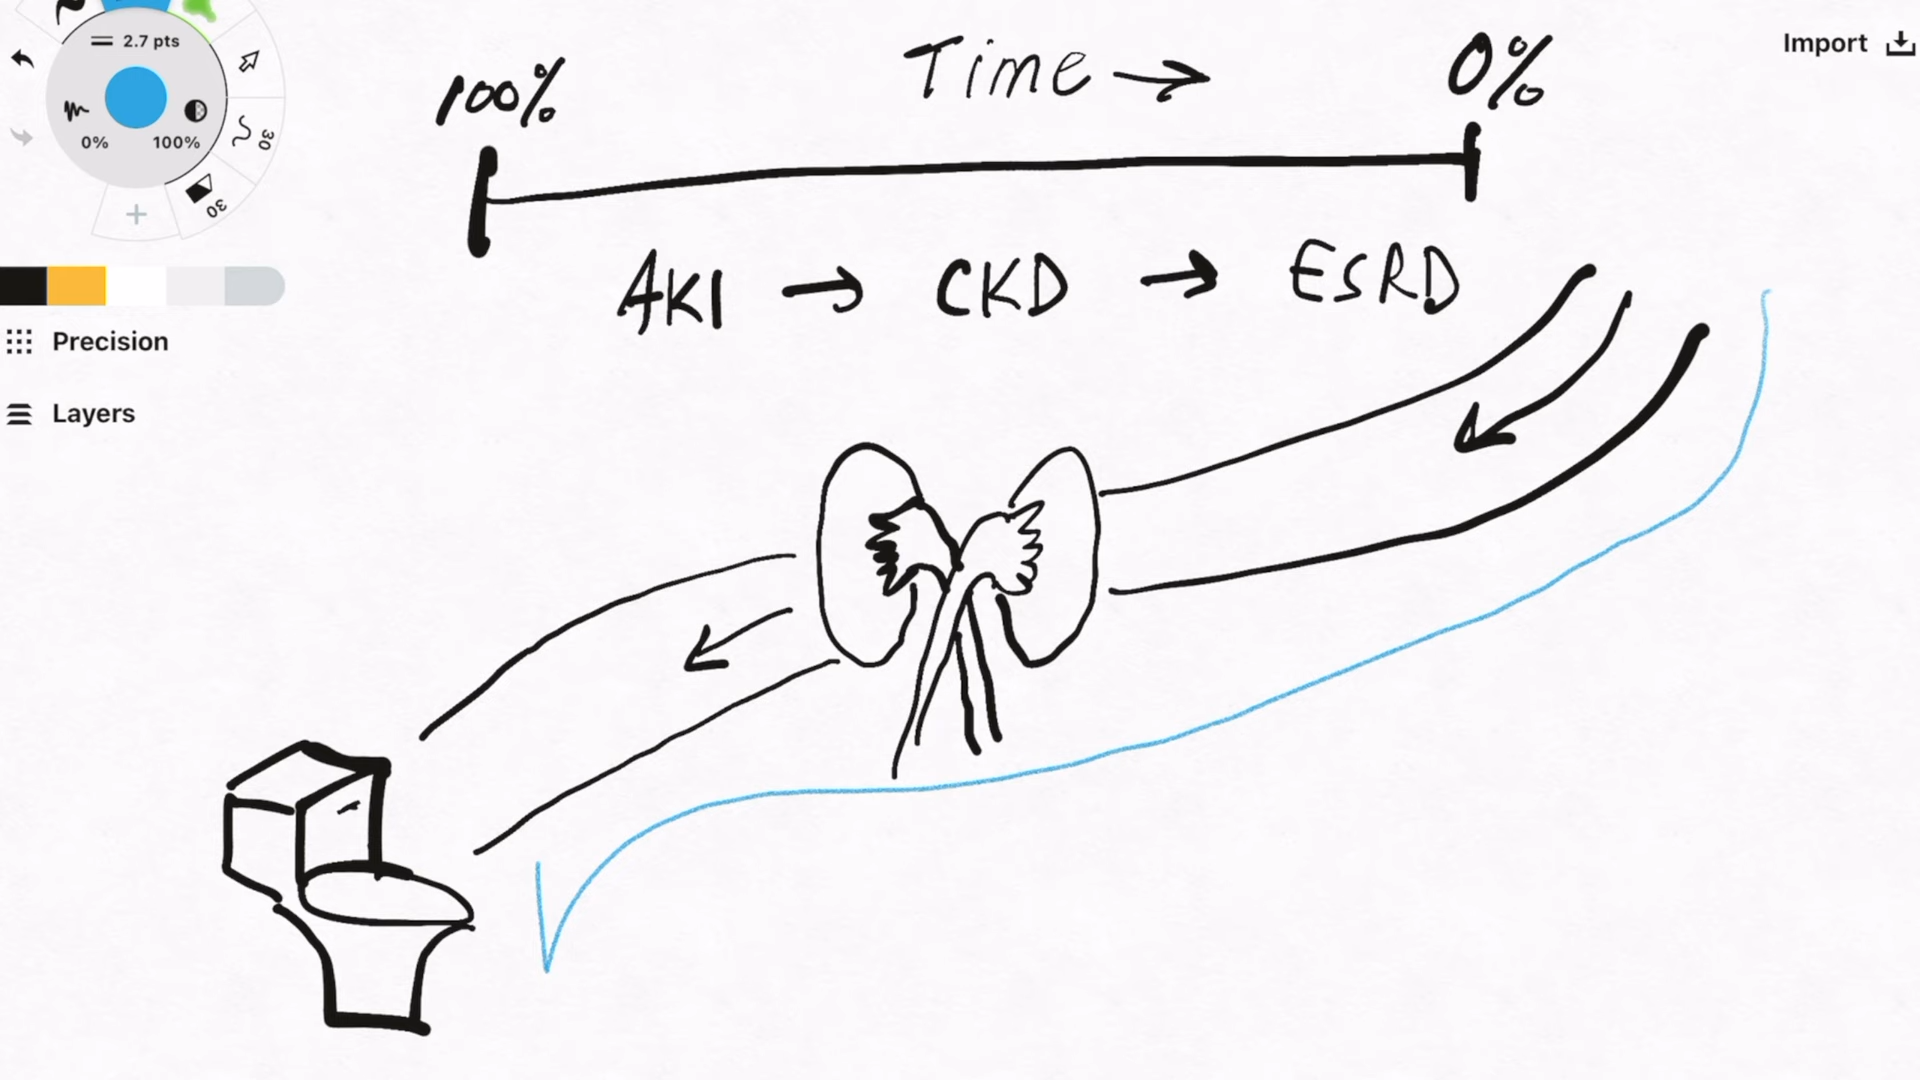 2.7 pts
0%
100%
30
30
Precision
Layers
Import
100%
Time →
0%
AKI → CKD → ESRD